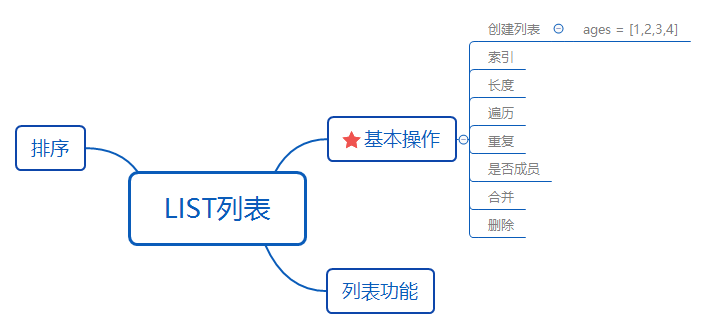 创建列表 ages = [1,2,3,4]
索引
长度
遍历
重复
是否成员
合并
删除
基本操作
排序
LIST列表
列表功能